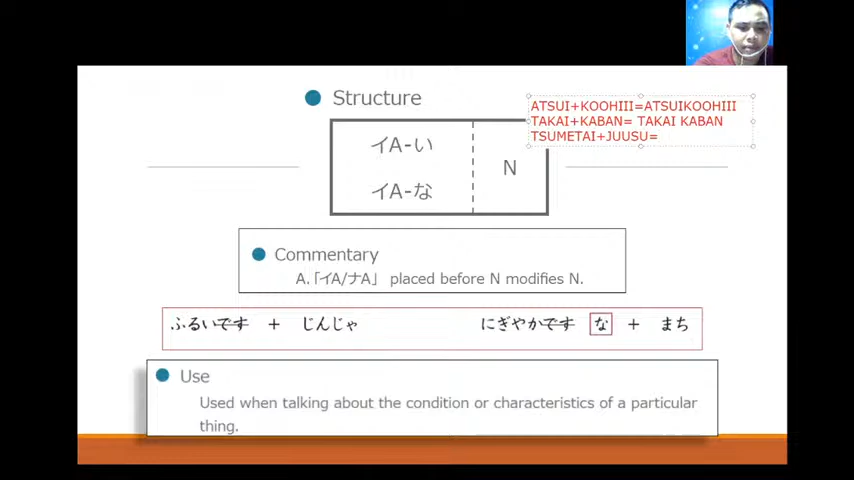 Structure
ATSUI+KOOHIII=ATSUIKOOHIII
TAKAI+KABAN= TAKAI KABAN
TSUMETAI+JUUSU=
イA-い
イA-な
N
Commentary
A.「イA/ナA」 placed before N modifies N.
ふるいです + じんじゃ にぎやかです な + まち
Use
Used when talking about the condition or characteristics of a particular
thing.